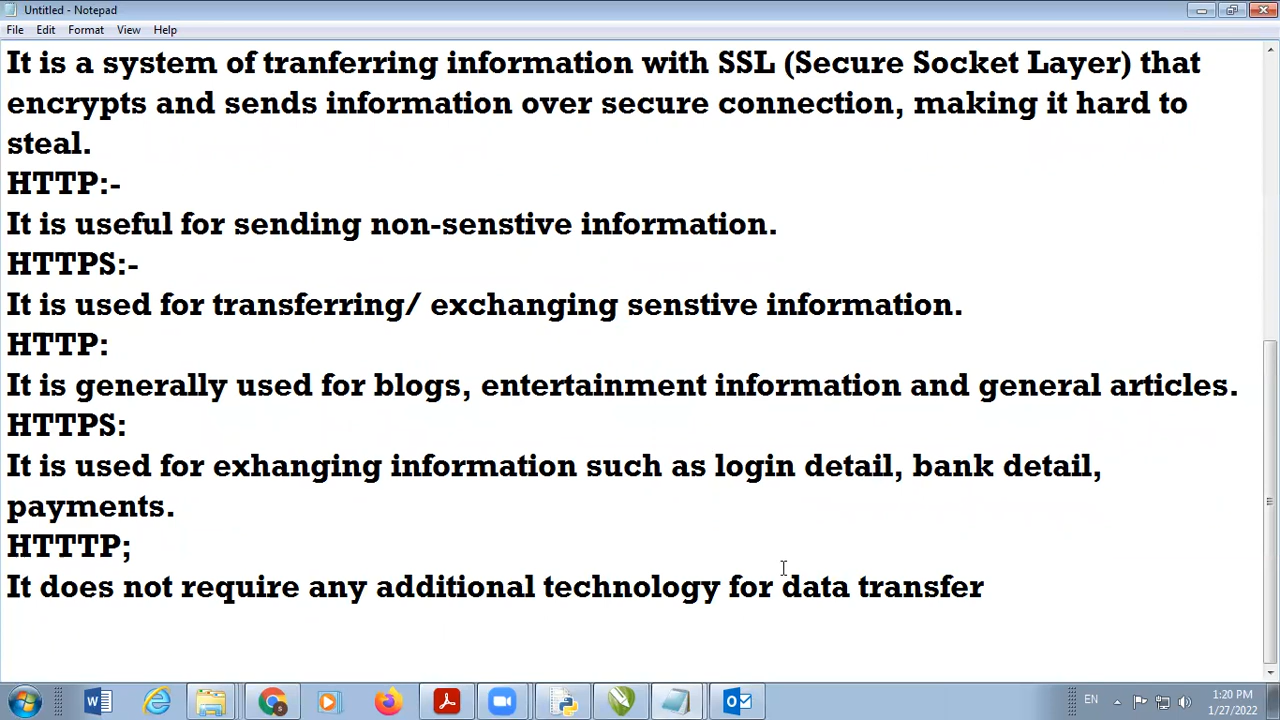 Untitled - Notepad
File Edit Format View Help
It is a system of tranferring information with SSL (Secure Socket Layer) that
encrypts and sends information over secure connection, making it hard to
steal.
HTTP:-
It is useful for sending non-senstive information.
HTTPS:-
It is used for transferring/ exchanging senstive information.
HTTP:
It is generally used for blogs, entertainment information and general articles.
HTTPS:
It is used for exhanging information such as login detail, bank detail,
payments.
HTTTP;
It does not require any additional technology for data transfer
EN
1:20 PM
1/27/2022